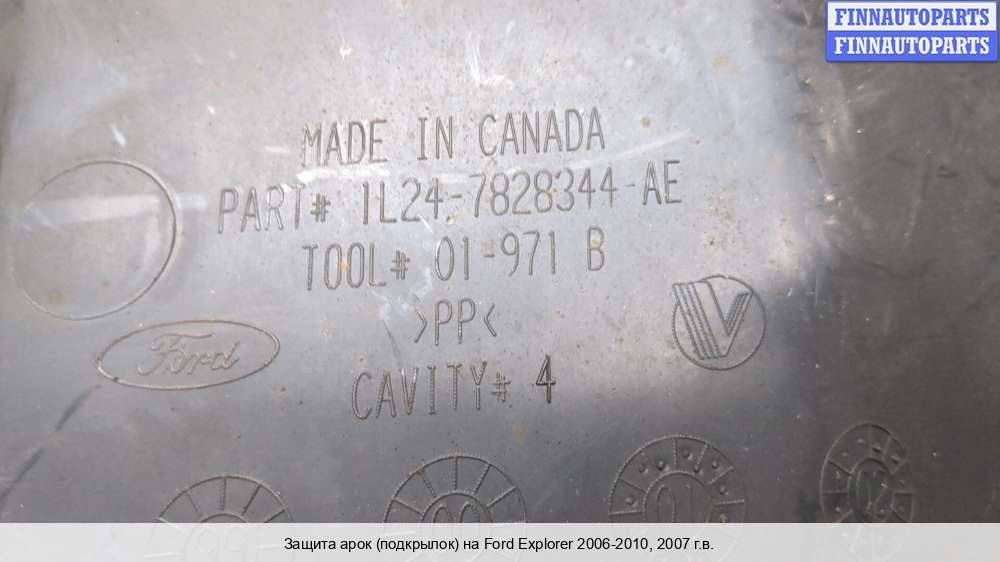 FINNAUTOPARTS
FINNAUTOPARTS
MADE IN CANADA
PART# 1L24-7828344-AE
TOOL# 01-971 B
>PP<
Ford
CAVITY# 4
Защита арок (подкрылок) на Ford Explorer 2006-2010, 2007 г.в.